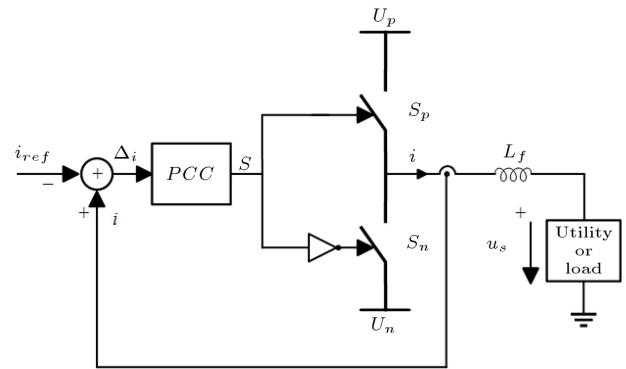 U_p
S_p
i_ref
−
+
Δ_i
PCC
S
i
L_f
+
i
S_n
+
u_s
Utility
or
load
U_n